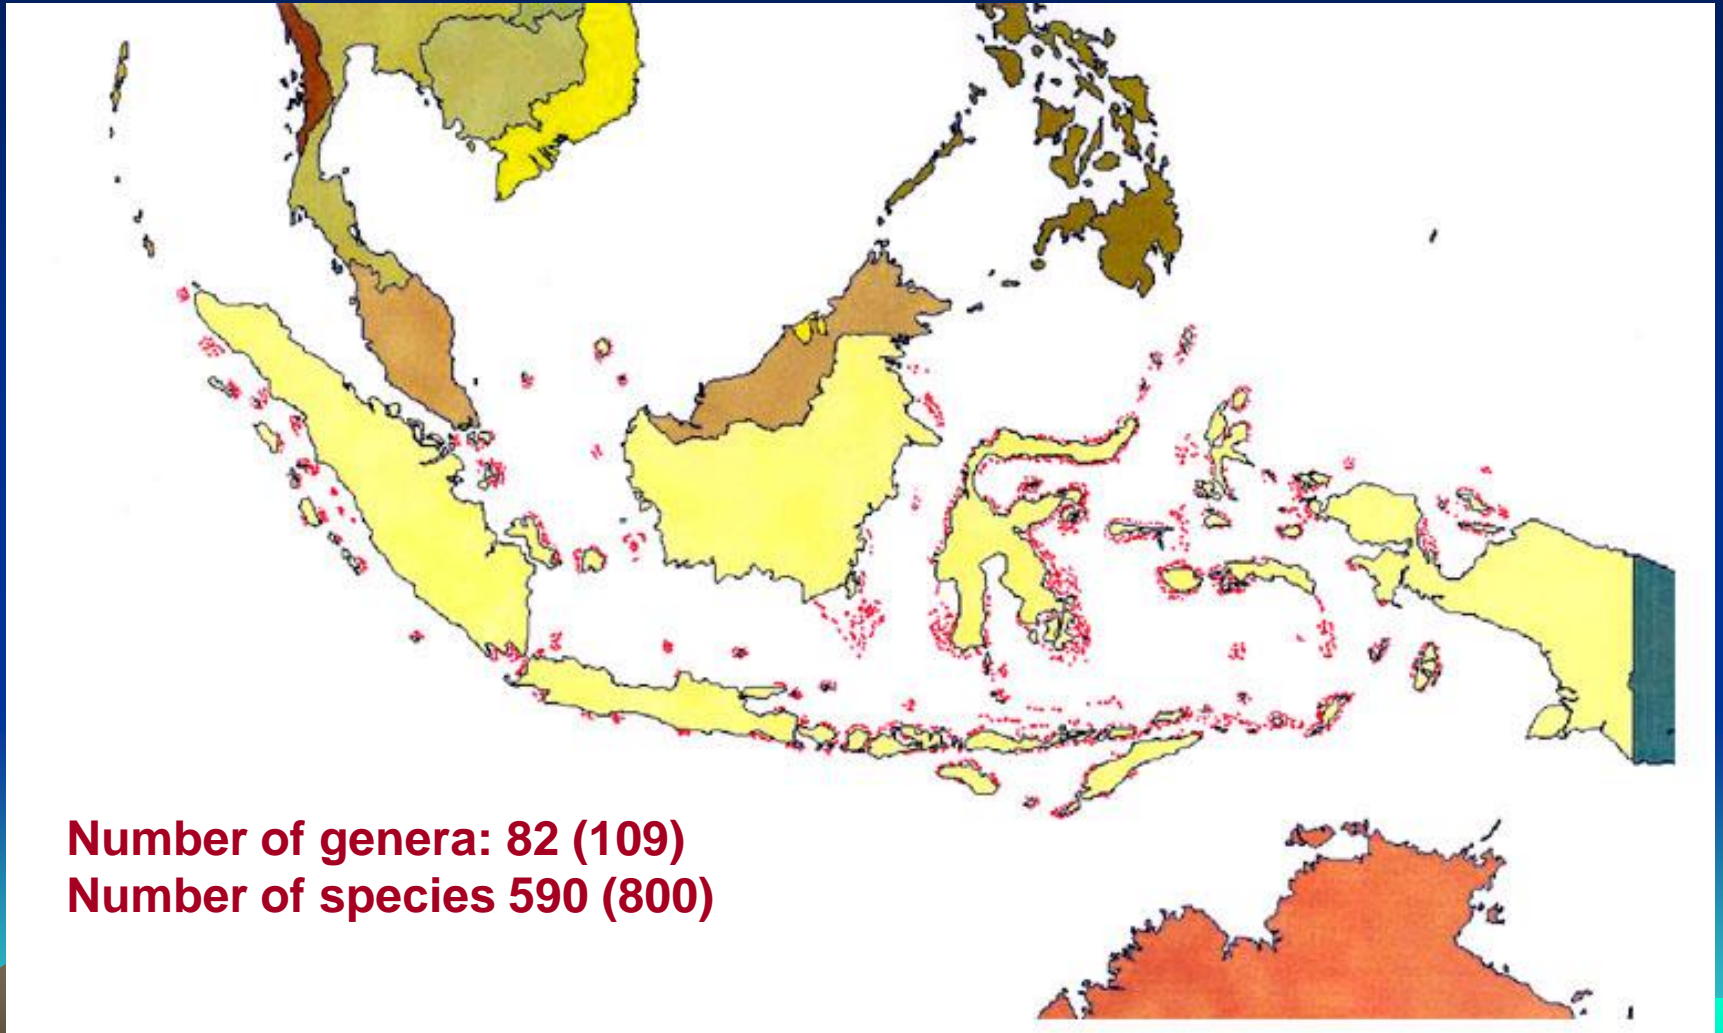 Number of genera: 82 (109)
Number of species 590 (800)